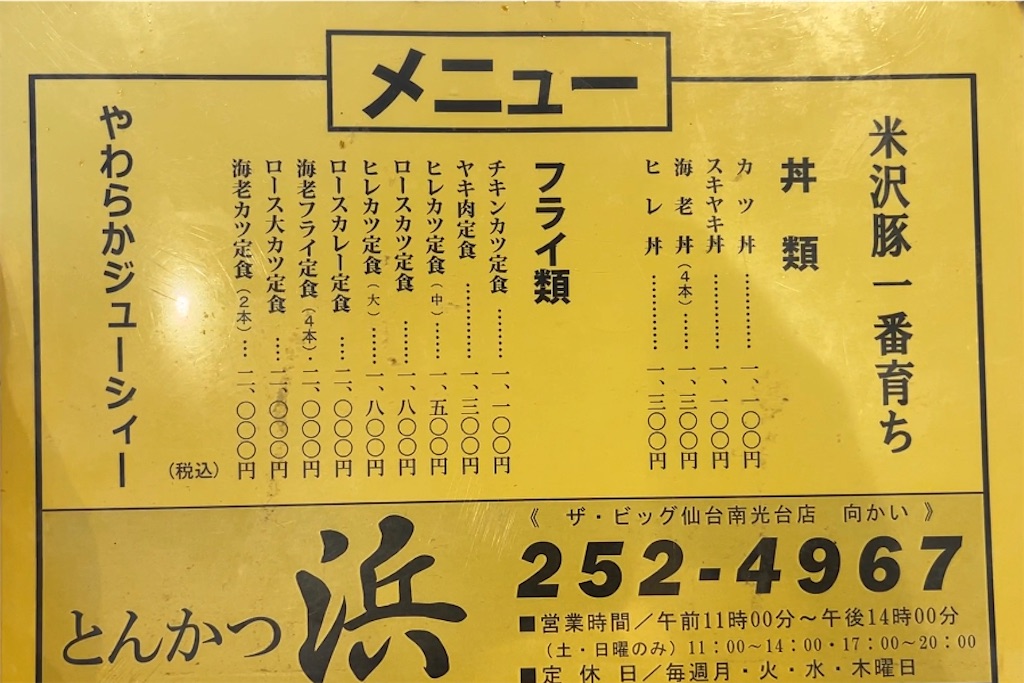 メニュー
米沢豚一番育ち
丼類
カツ丼…………一、一〇〇円
スキヤキ丼…………一、一〇〇円
海老丼(4本)……一、三〇〇円
ヒレ丼…………一、三〇〇円
フライ類
チキンカツ定食………一、一〇〇円
ヤキ肉定食…………一、三〇〇円
ヒレカツ定食(中)……一、五〇〇円
ロースカツ定食……一、八〇〇円
ヒレカツ定食(大)……一、八〇〇円
ロースカレー定食……二、〇〇〇円
海老フライ定食(4本)・二、〇〇〇円
ロース大カツ定食……二、〇〇〇円
海老カツ定食(2本)…二、〇〇〇円
(税込)
やわらかジューシィー
とんかつ 浜
《 ザ・ビッグ仙台南光台店 向かい 》
252-4967
■営業時間/午前11時00分~午後14時00分
(土・日曜のみ)11:00~14:00・17:00~20:00
■定休日/毎週月・火・水・木曜日